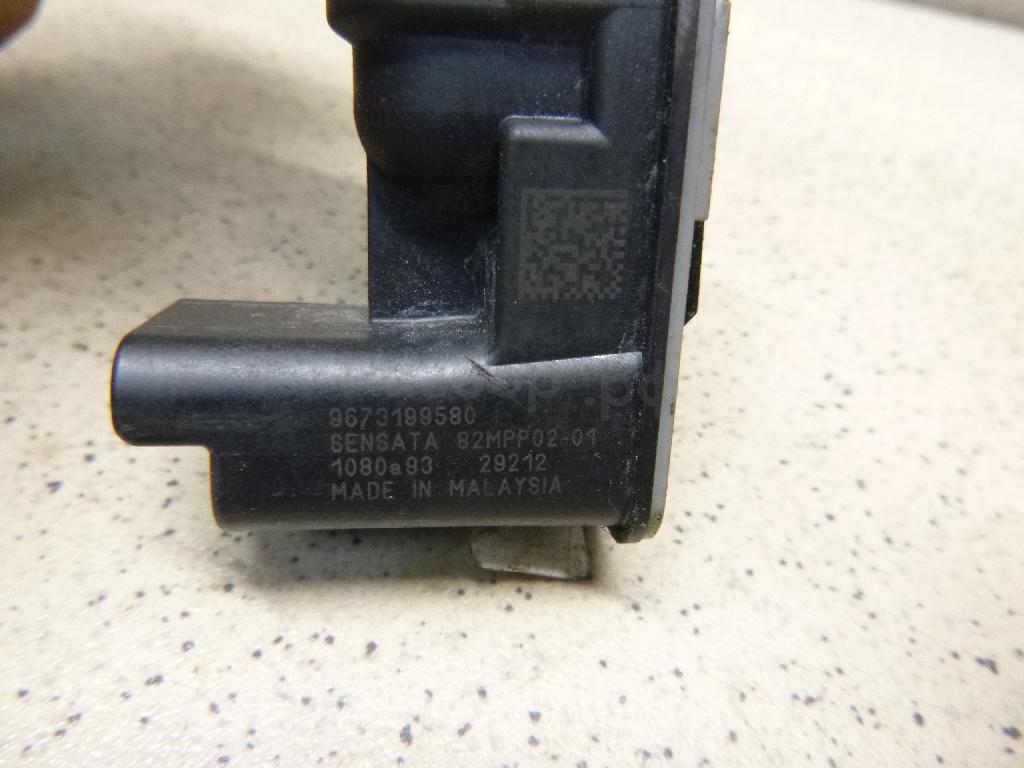 9673199580
SENSATA 82MPP02-01
1080a93 29212
MADE IN MALAYSIA